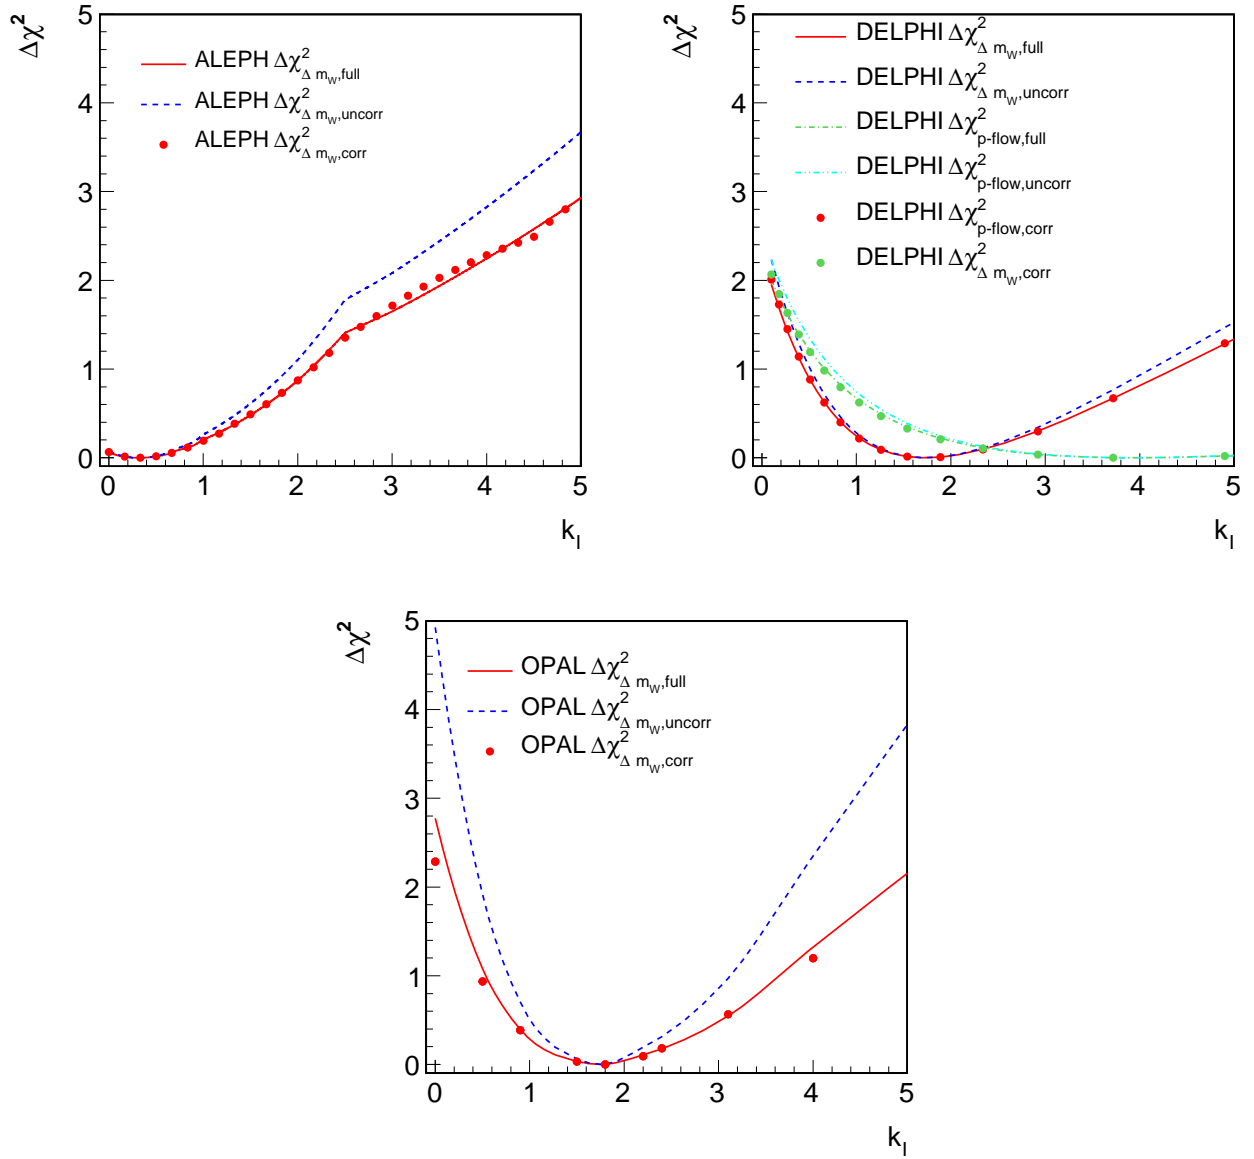 Δχ²
5
4
3
2
1
0
ALEPH Δχ²Δ mW,full
ALEPH Δχ²Δ mW,uncorr
ALEPH Δχ²Δ mW,corr
0 1 2 3 4 5
kI
Δχ²
5
4
3
2
1
0
DELPHI Δχ²Δ mW,full
DELPHI Δχ²Δ mW,uncorr
DELPHI Δχ²p-flow,full
DELPHI Δχ²p-flow,uncorr
DELPHI Δχ²p-flow,corr
DELPHI Δχ²Δ mW,corr
0 1 2 3 4 5
kI
Δχ²
5
4
3
2
1
0
OPAL Δχ²Δ mW,full
OPAL Δχ²Δ mW,uncorr
OPAL Δχ²Δ mW,corr
0 1 2 3 4 5
kI